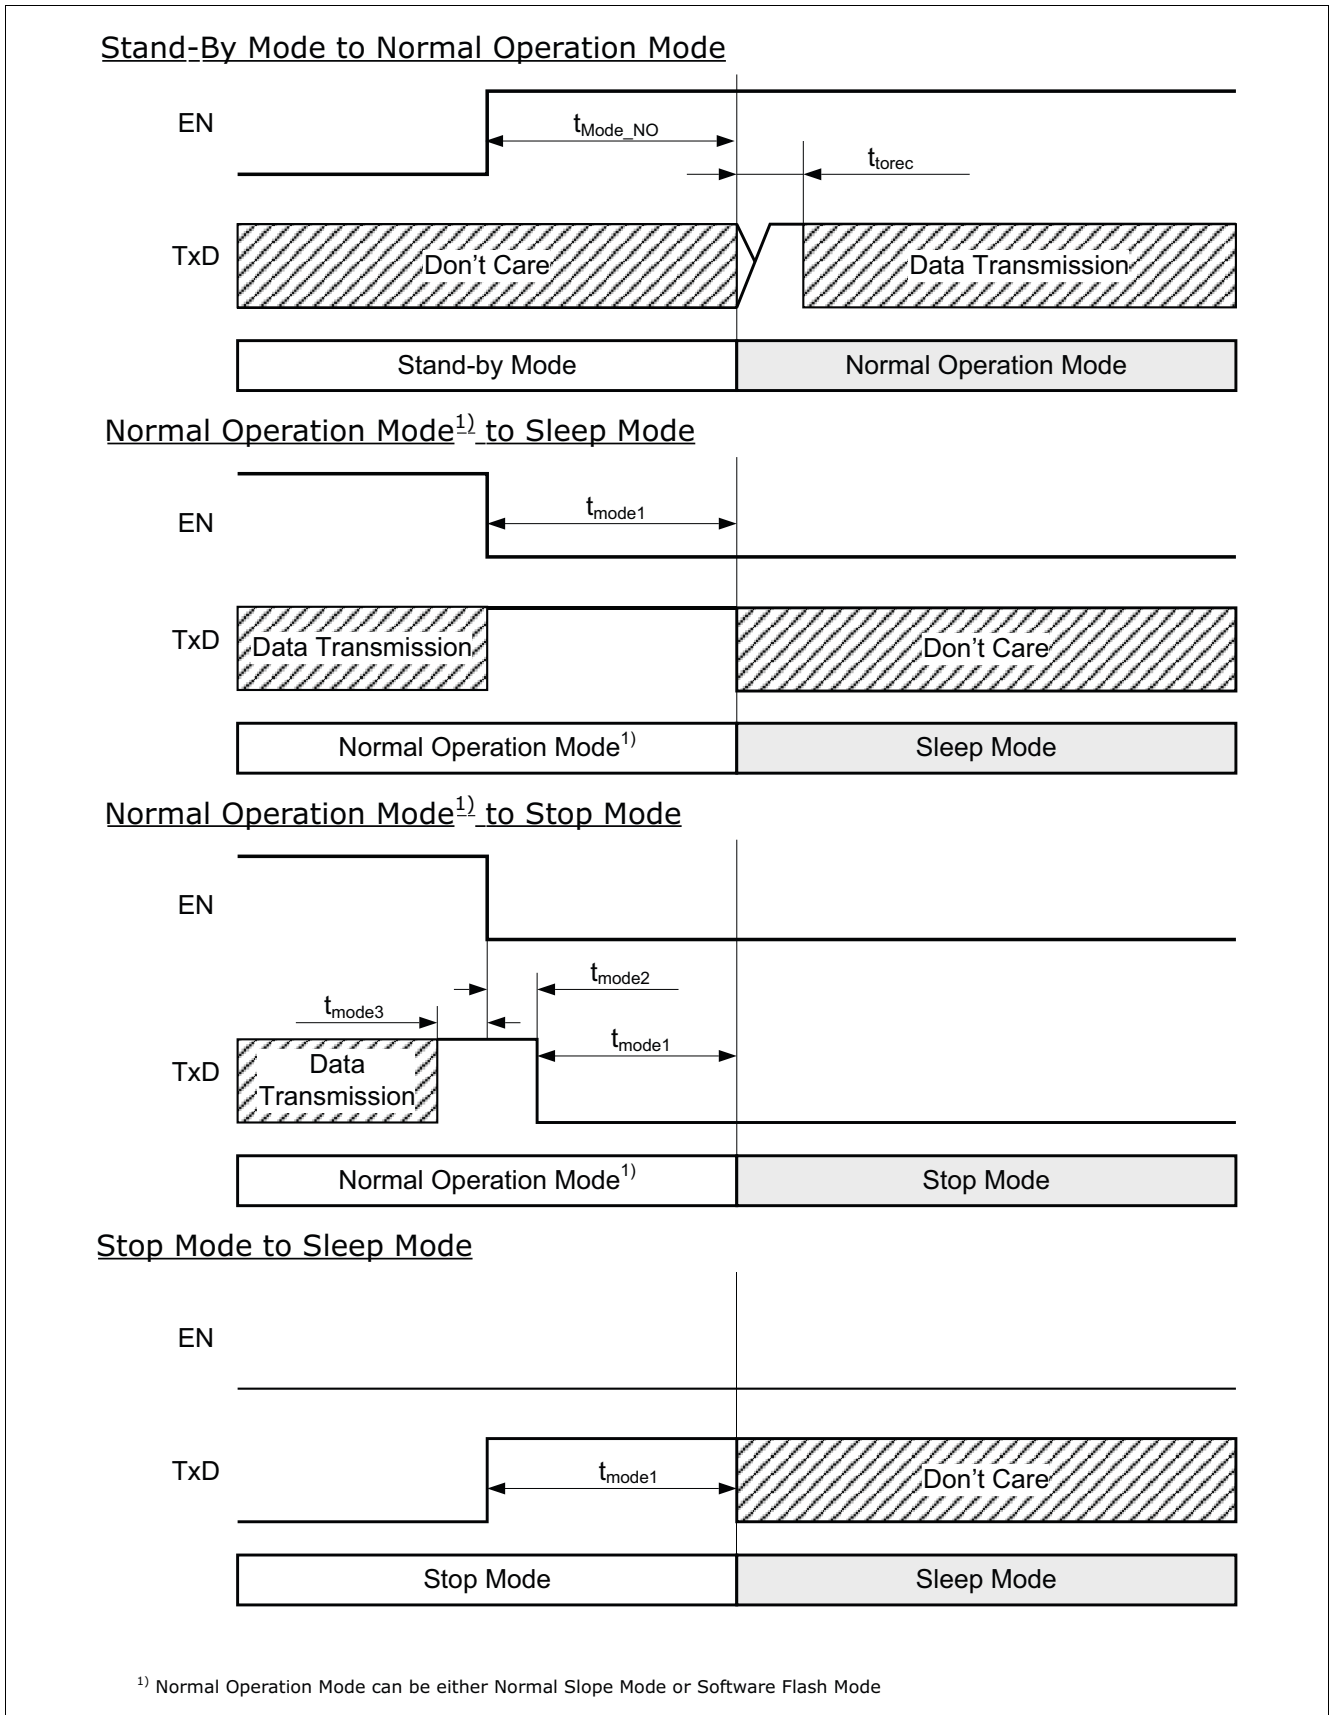 Stand-By Mode to Normal Operation Mode
EN
tMode_NO
ttorec
TxD
Don't Care
Data Transmission
Stand-by Mode
Normal Operation Mode
Normal Operation Mode1) to Sleep Mode
EN
tmode1
TxD
Data Transmission
Don't Care
Normal Operation Mode1)
Sleep Mode
Normal Operation Mode1) to Stop Mode
EN
tmode2
tmode3
tmode1
TxD
Data
Transmission
Normal Operation Mode1)
Stop Mode
Stop Mode to Sleep Mode
EN
TxD
tmode1
Don't Care
Stop Mode
Sleep Mode
1) Normal Operation Mode can be either Normal Slope Mode or Software Flash Mode